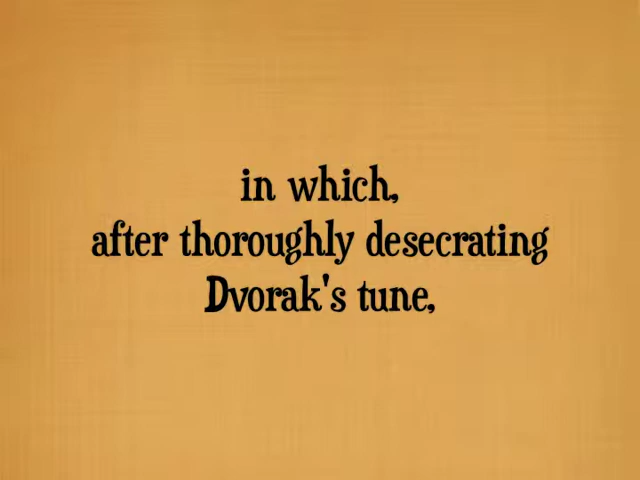 in which,
after thoroughly desecrating
Dvorak's tune,